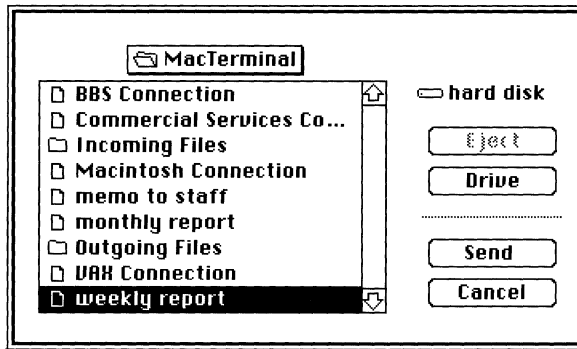 MacTerminal
BBS Connection
Commercial Services Co...
Incoming Files
Macintosh Connection
memo to staff
monthly report
Outgoing Files
VAX Connection
weekly report
hard disk
Eject
Drive
Send
Cancel